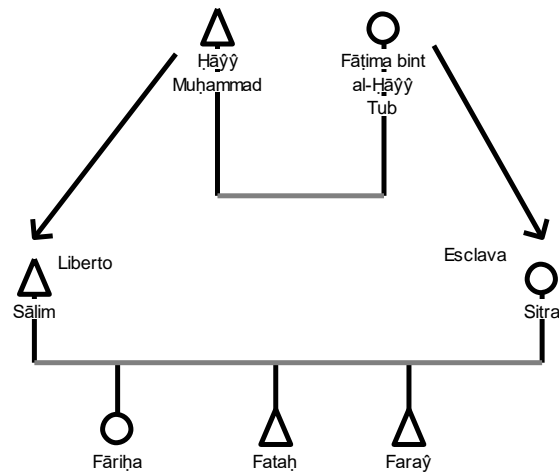 Ḥāŷŷ
Muḥammad
Fāṭima bint
al-Ḥāŷŷ
Tub
Liberto
Esclava
Sālim
Sitra
Fāriḥa
Fataḥ
Faraŷ